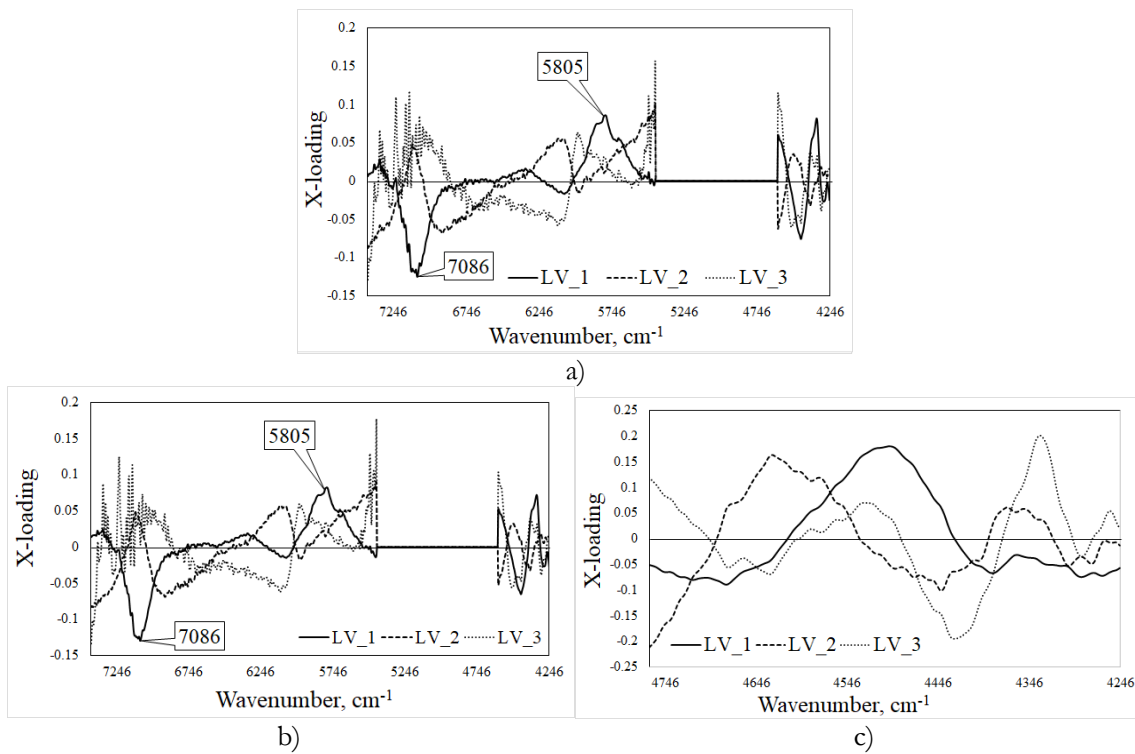 0.2
0.15
0.1
0.05
0
-0.05
-0.1
-0.15
X-loading
5805
7086
LV_1 LV_2 LV_3
7246 6746 6246 5746 5246 4746 4246
Wavenumber, cm-1
a)
0.2
0.15
0.1
0.05
0
-0.05
-0.1
-0.15
X-loading
5805
7086
LV_1 LV_2 LV_3
7246 6746 6246 5746 5246 4746 4246
Wavenumber, cm-1
b)
0.25
0.2
0.15
0.1
0.05
0
-0.05
-0.1
-0.15
-0.2
-0.25
X-loading
LV_1 LV_2 LV_3
4746 4646 4546 4446 4346 4246
Wavenumber, cm-1
c)